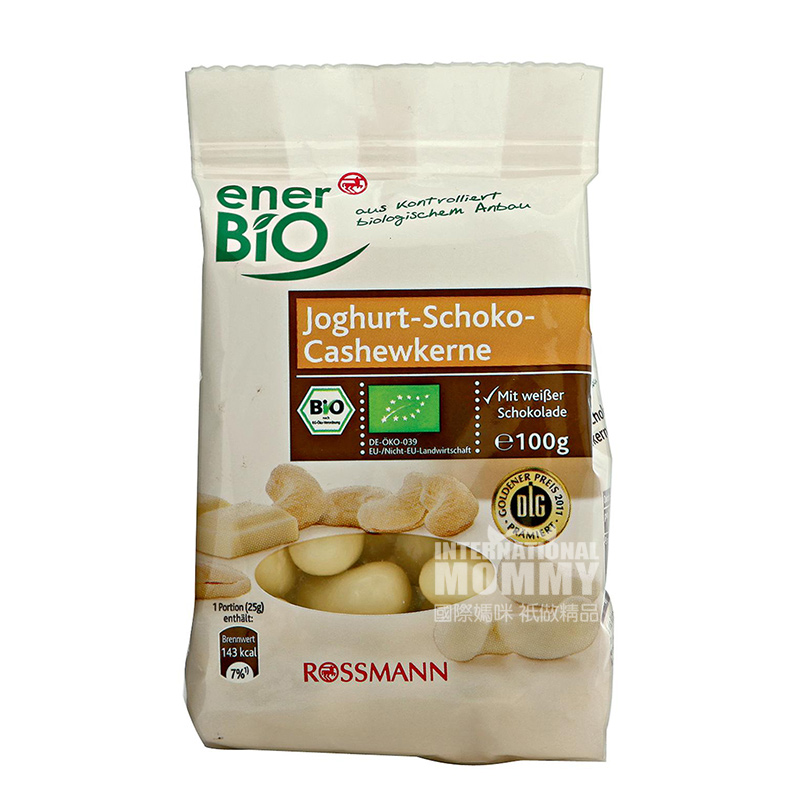 ener
BiO
aus kontrolliert
biologischem Anbau
Joghurt-Schoko-
Cashewkerne
BiO
nach
EG-Öko-Verordnung
DE-ÖKO-039
EU-/Nicht-EU-Landwirtschaft
✓Mit weißer
Schokolade
℮100g
GOLDENER PREIS 2011
DLG
PRÄMIERT
INTERNATIONAL
MOMMY
國際媽咪 祇做精品
1 Portion (25g)
enthält:
Brennwert
143 kcal
7%¹⁾
ROSSMANN